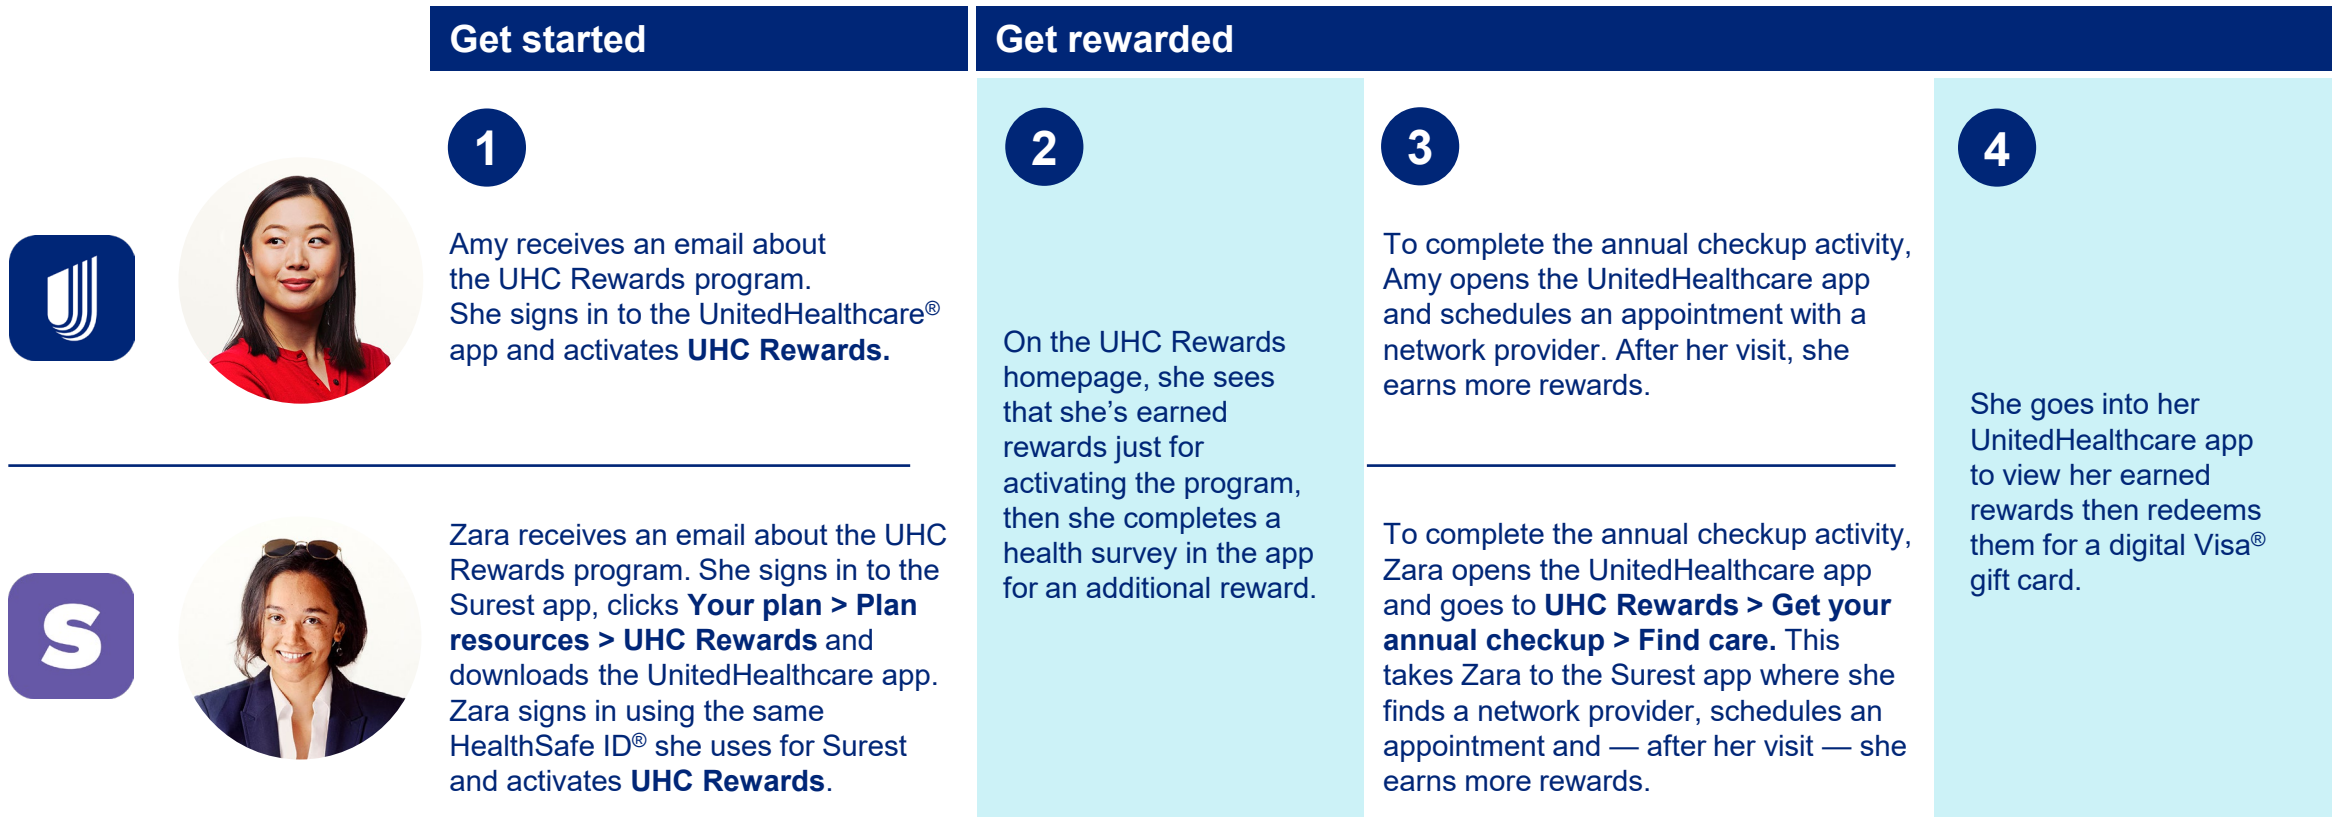 Get started
Get rewarded
1
Amy receives an email about
the UHC Rewards program.
She signs in to the UnitedHealthcare®
app and activates UHC Rewards.
Zara receives an email about the UHC
Rewards program. She signs in to the
Surest app, clicks Your plan > Plan
resources > UHC Rewards and
downloads the UnitedHealthcare app.
Zara signs in using the same
HealthSafe ID® she uses for Surest
and activates UHC Rewards.
2
On the UHC Rewards
homepage, she sees
that she’s earned
rewards just for
activating the program,
then she completes a
health survey in the app
for an additional reward.
3
To complete the annual checkup activity,
Amy opens the UnitedHealthcare app
and schedules an appointment with a
network provider. After her visit, she
earns more rewards.
To complete the annual checkup activity,
Zara opens the UnitedHealthcare app
and goes to UHC Rewards > Get your
annual checkup > Find care. This
takes Zara to the Surest app where she
finds a network provider, schedules an
appointment and — after her visit — she
earns more rewards.
4
She goes into her
UnitedHealthcare app
to view her earned
rewards then redeems
them for a digital Visa®
gift card.
S